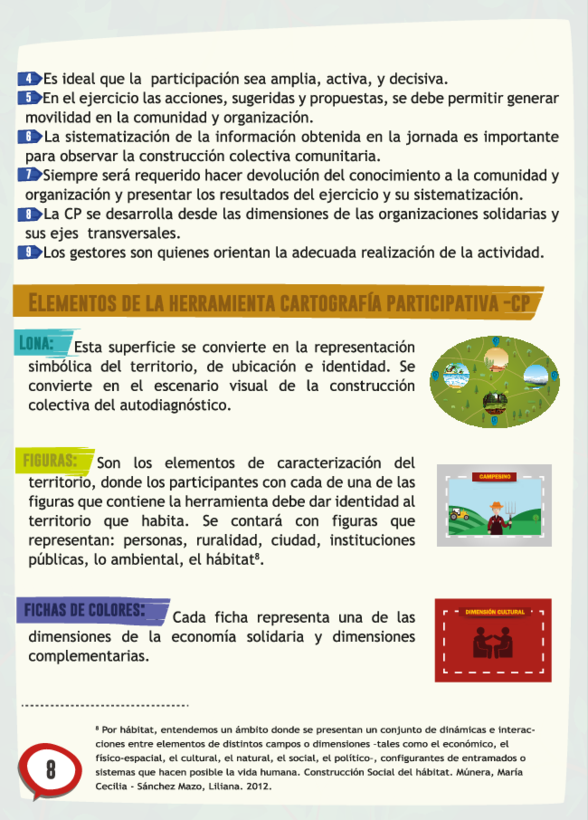 4 Es ideal que la participación sea amplia, activa, y decisiva.
5 En el ejercicio las acciones, sugeridas y propuestas, se debe permitir generar
movilidad en la comunidad y organización.
6 La sistematización de la información obtenida en la jornada es importante
para observar la construcción colectiva comunitaria.
7 Siempre será requerido hacer devolución del conocimiento a la comunidad y
organización y presentar los resultados del ejercicio y su sistematización.
8 La CP se desarrolla desde las dimensiones de las organizaciones solidarias y
sus ejes transversales.
9 Los gestores son quienes orientan la adecuada realización de la actividad.
ELEMENTOS DE LA HERRAMIENTA CARTOGRAFÍA PARTICIPATIVA -CP
LONA: Esta superficie se convierte en la representación
simbólica del territorio, de ubicación e identidad. Se
convierte en el escenario visual de la construcción
colectiva del autodiagnóstico.
FIGURAS: Son los elementos de caracterización del
territorio, donde los participantes con cada de una de las
figuras que contiene la herramienta debe dar identidad al
territorio que habita. Se contará con figuras que
representan: personas, ruralidad, ciudad, instituciones
públicas, lo ambiental, el hábitat⁸.
CAMPESINO
FICHAS DE COLORES: Cada ficha representa una de las
dimensiones de la economía solidaria y dimensiones
complementarias.
DIMENSIÓN CULTURAL
⁸ Por hábitat, entendemos un ámbito donde se presentan un conjunto de dinámicas e interac-
ciones entre elementos de distintos campos o dimensiones -tales como el económico, el
físico-espacial, el cultural, el natural, el social, el político-, configurantes de entramados o
sistemas que hacen posible la vida humana. Construcción Social del hábitat. Múnera, María
Cecilia - Sánchez Mazo, Liliana. 2012.
8